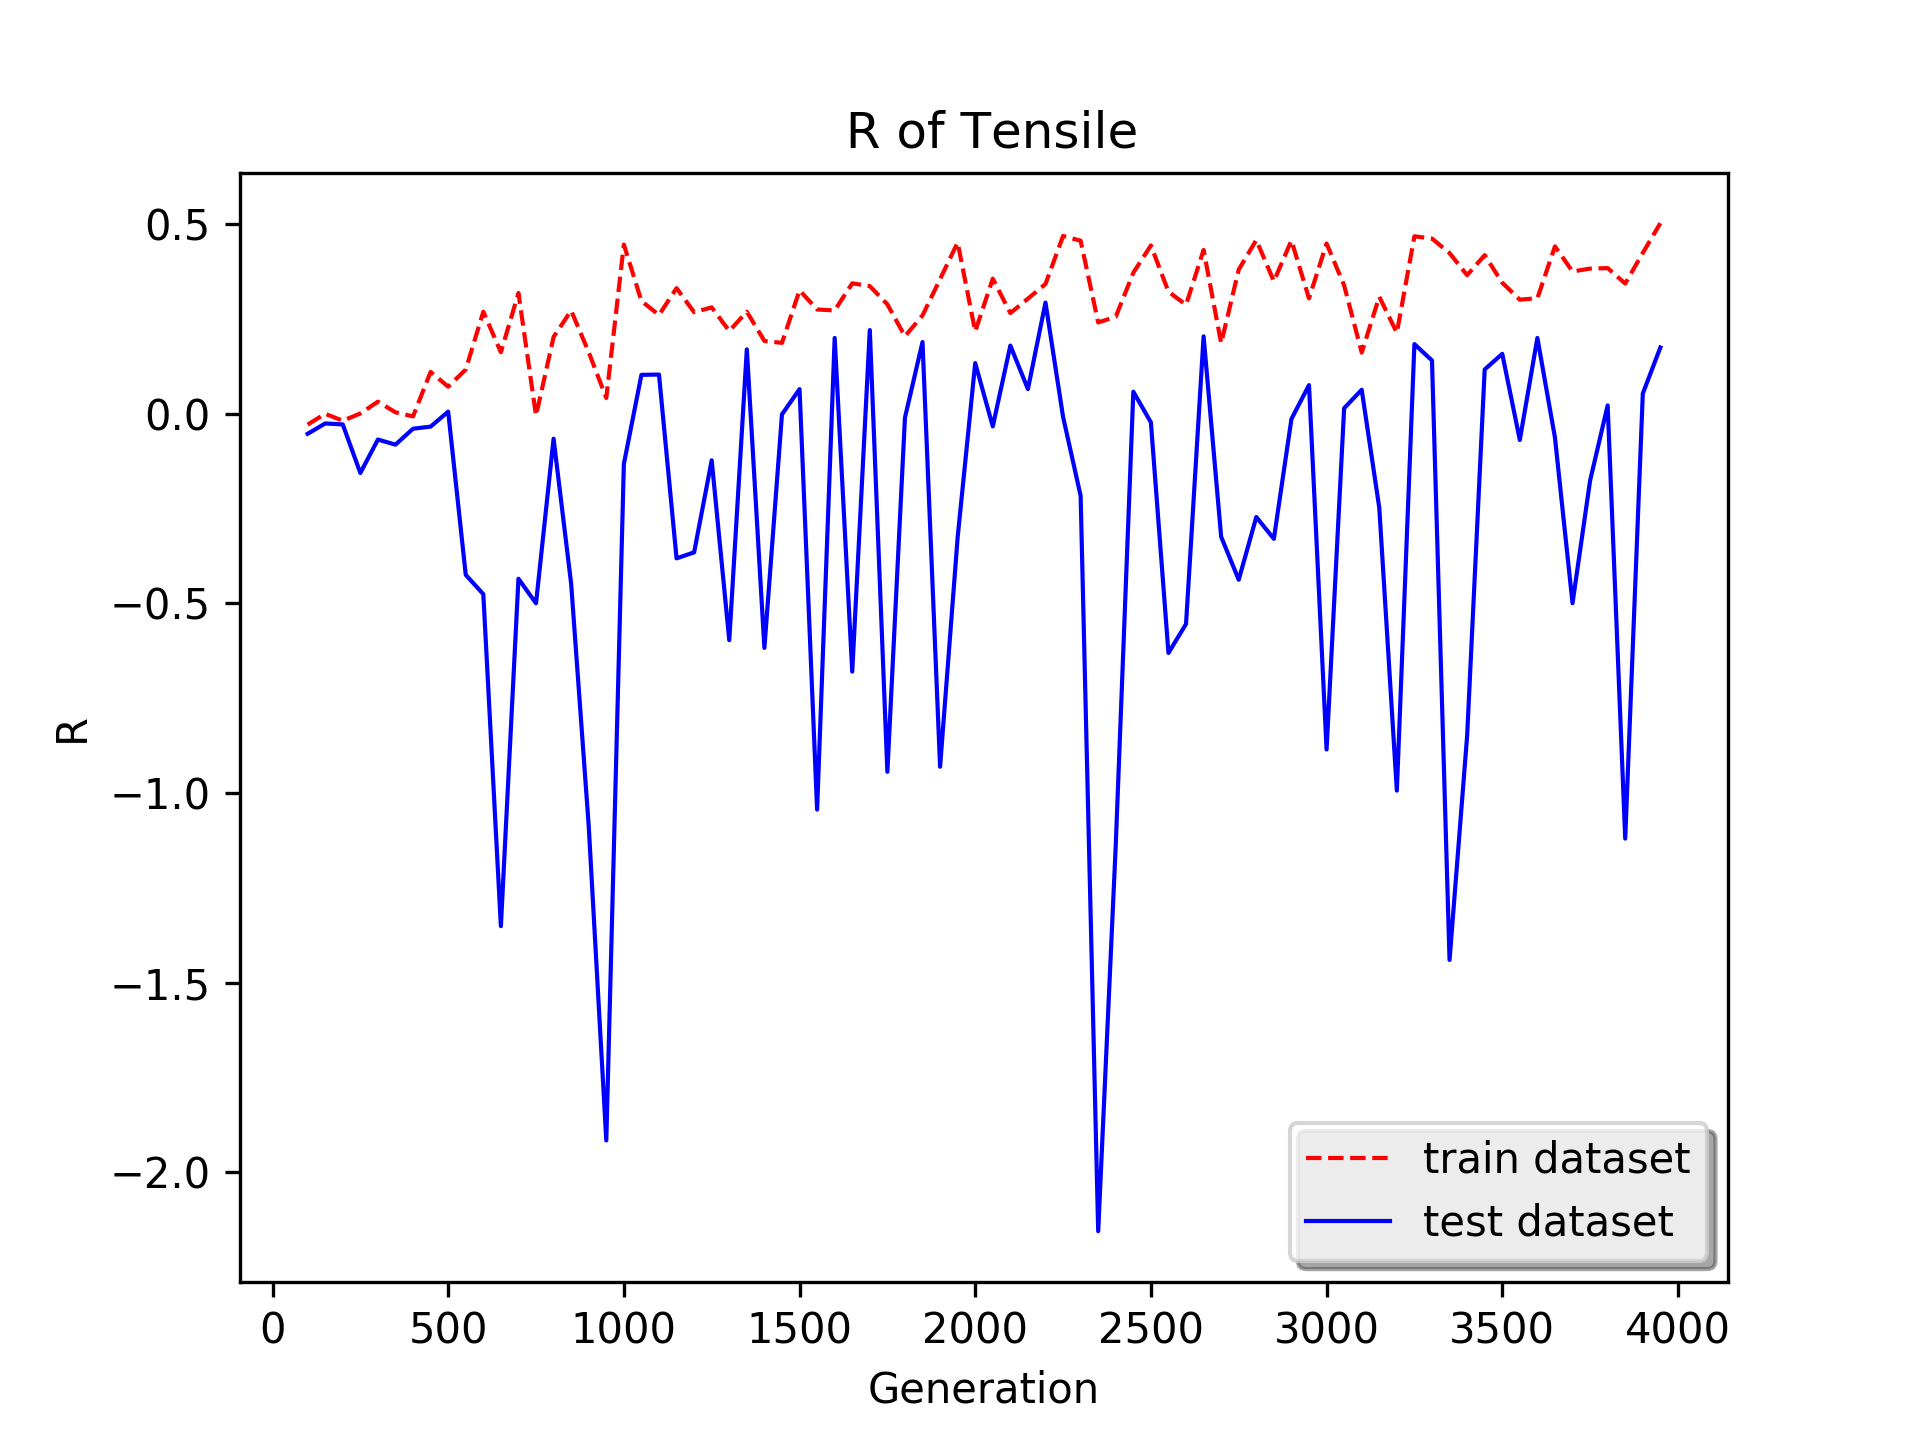 R of Tensile
0.5
0.0
−0.5
−1.0
−1.5
−2.0
R
train dataset
test dataset
0 500 1000 1500 2000 2500 3000 3500 4000
Generation